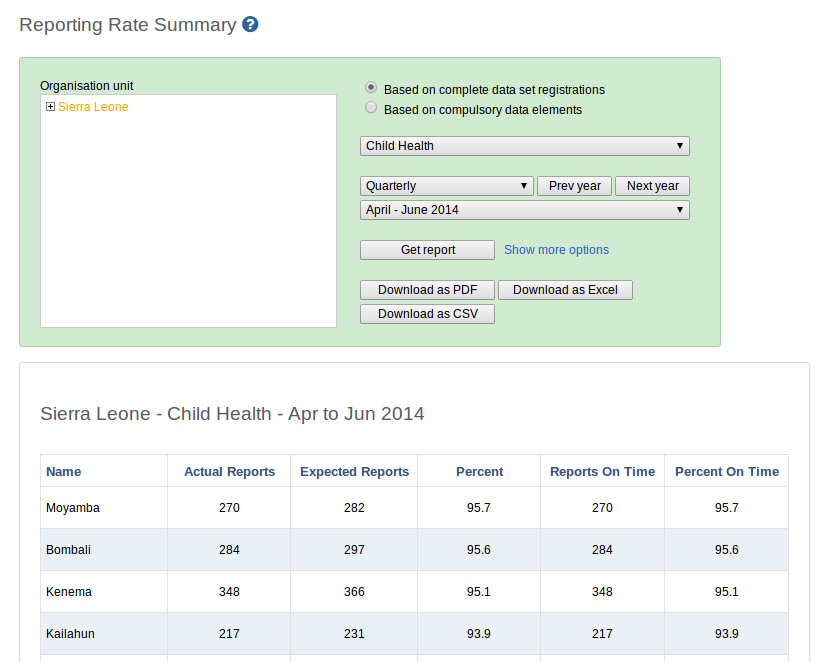 Reporting Rate Summary ?
Organisation unit
Sierra Leone
Based on complete data set registrations
Based on compulsory data elements
Child Health
Quarterly Prev year Next year
April - June 2014
Get report Show more options
Download as PDF Download as Excel
Download as CSV
Sierra Leone - Child Health - Apr to Jun 2014
Name Actual Reports Expected Reports Percent Reports On Time Percent On Time
Moyamba 270 282 95.7 270 95.7
Bombali 284 297 95.6 284 95.6
Kenema 348 366 95.1 348 95.1
Kailahun 217 231 93.9 217 93.9